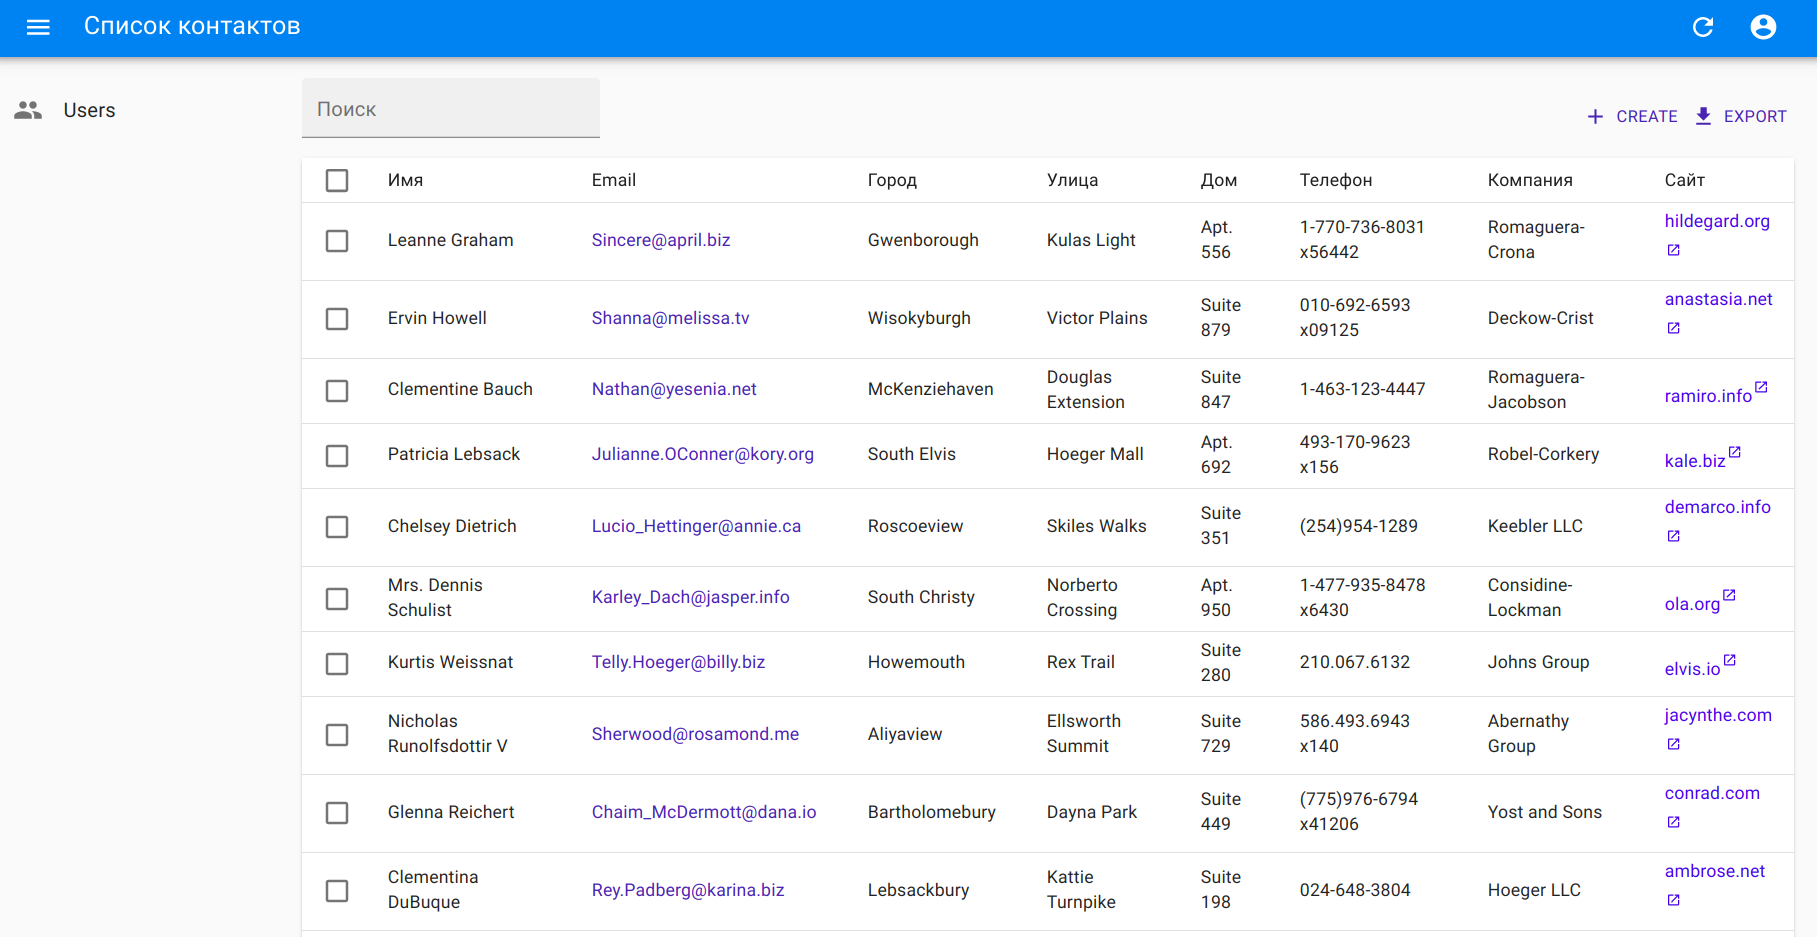 Список контактов
Users
Поиск
CREATE EXPORT
Имя Email Город Улица Дом Телефон Компания Сайт
Leanne Graham Sincere@april.biz Gwenborough Kulas Light Apt. 556 1-770-736-8031 x56442 Romaguera-Crona hildegard.org
Ervin Howell Shanna@melissa.tv Wisokyburgh Victor Plains Suite 879 010-692-6593 x09125 Deckow-Crist anastasia.net
Clementine Bauch Nathan@yesenia.net McKenziehaven Douglas Extension Suite 847 1-463-123-4447 Romaguera-Jacobson ramiro.info
Patricia Lebsack Julianne.OConner@kory.org South Elvis Hoeger Mall Apt. 692 493-170-9623 x156 Robel-Corkery kale.biz
Chelsey Dietrich Lucio_Hettinger@annie.ca Roscoeview Skiles Walks Suite 351 (254)954-1289 Keebler LLC demarco.info
Mrs. Dennis Schulist Karley_Dach@jasper.info South Christy Norberto Crossing Apt. 950 1-477-935-8478 x6430 Considine-Lockman ola.org
Kurtis Weissnat Telly.Hoeger@billy.biz Howemouth Rex Trail Suite 280 210.067.6132 Johns Group elvis.io
Nicholas Runolfsdottir V Sherwood@rosamond.me Aliyaview Ellsworth Summit Suite 729 586.493.6943 x140 Abernathy Group jacynthe.com
Glenna Reichert Chaim_McDermott@dana.io Bartholomebury Dayna Park Suite 449 (775)976-6794 x41206 Yost and Sons conrad.com
Clementina DuBuque Rey.Padberg@karina.biz Lebsackbury Kattie Turnpike Suite 198 024-648-3804 Hoeger LLC ambrose.net